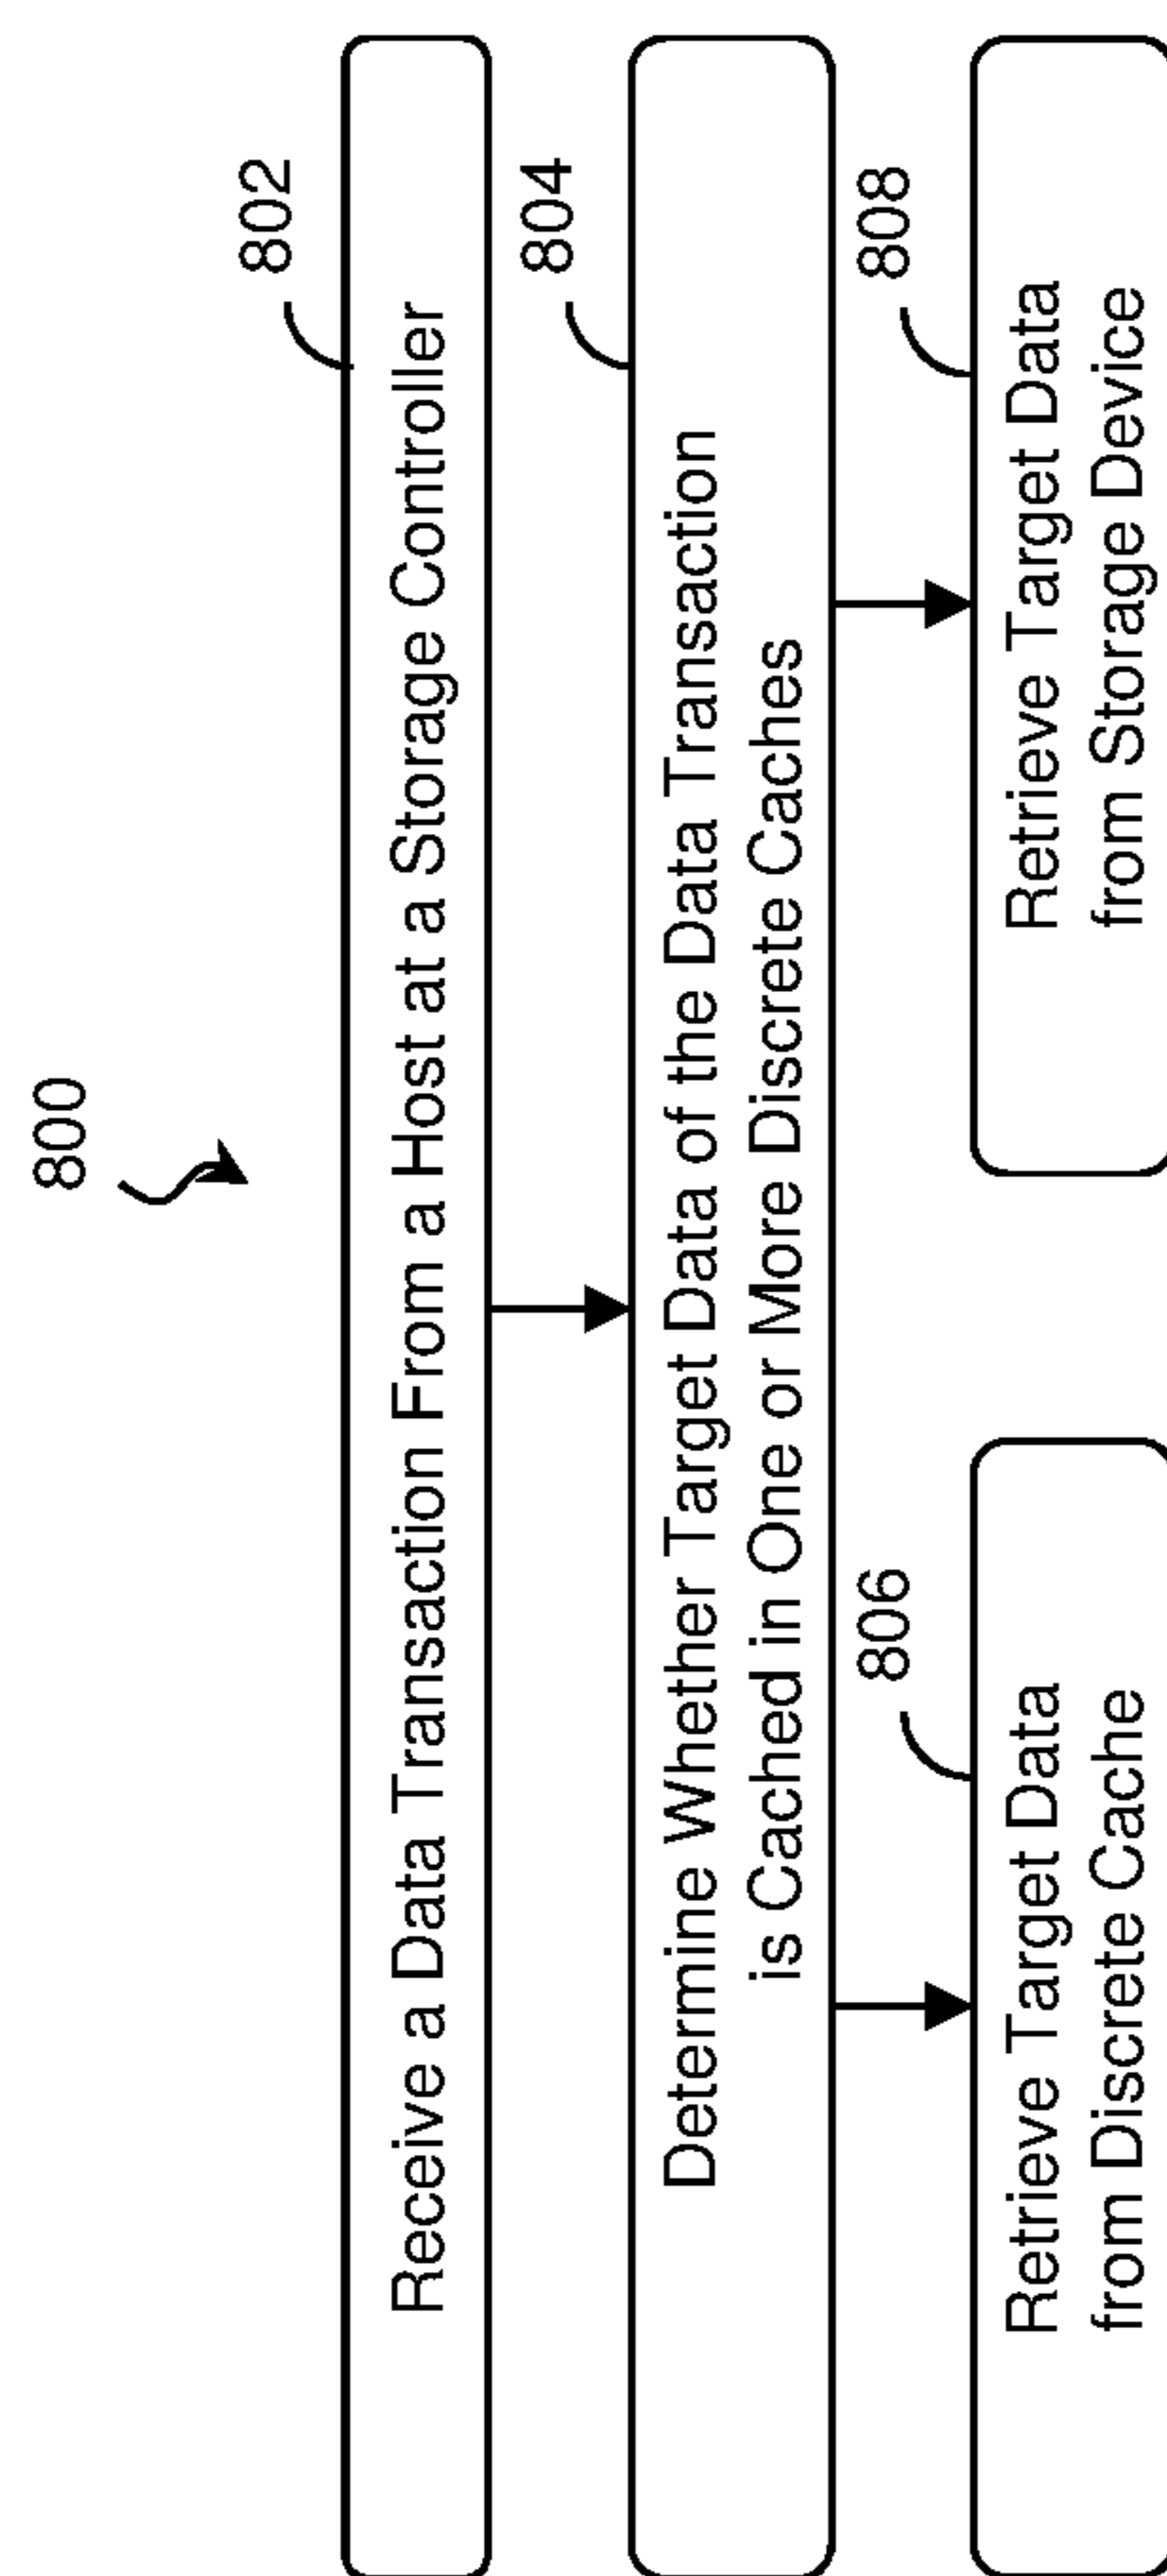 800
802
Receive a Data Transaction From a Host at a Storage Controller
804
Determine Whether Target Data of the Data Transaction
is Cached in One or More Discrete Caches
806
Retrieve Target Data
from Discrete Cache
808
Retrieve Target Data
from Storage Device